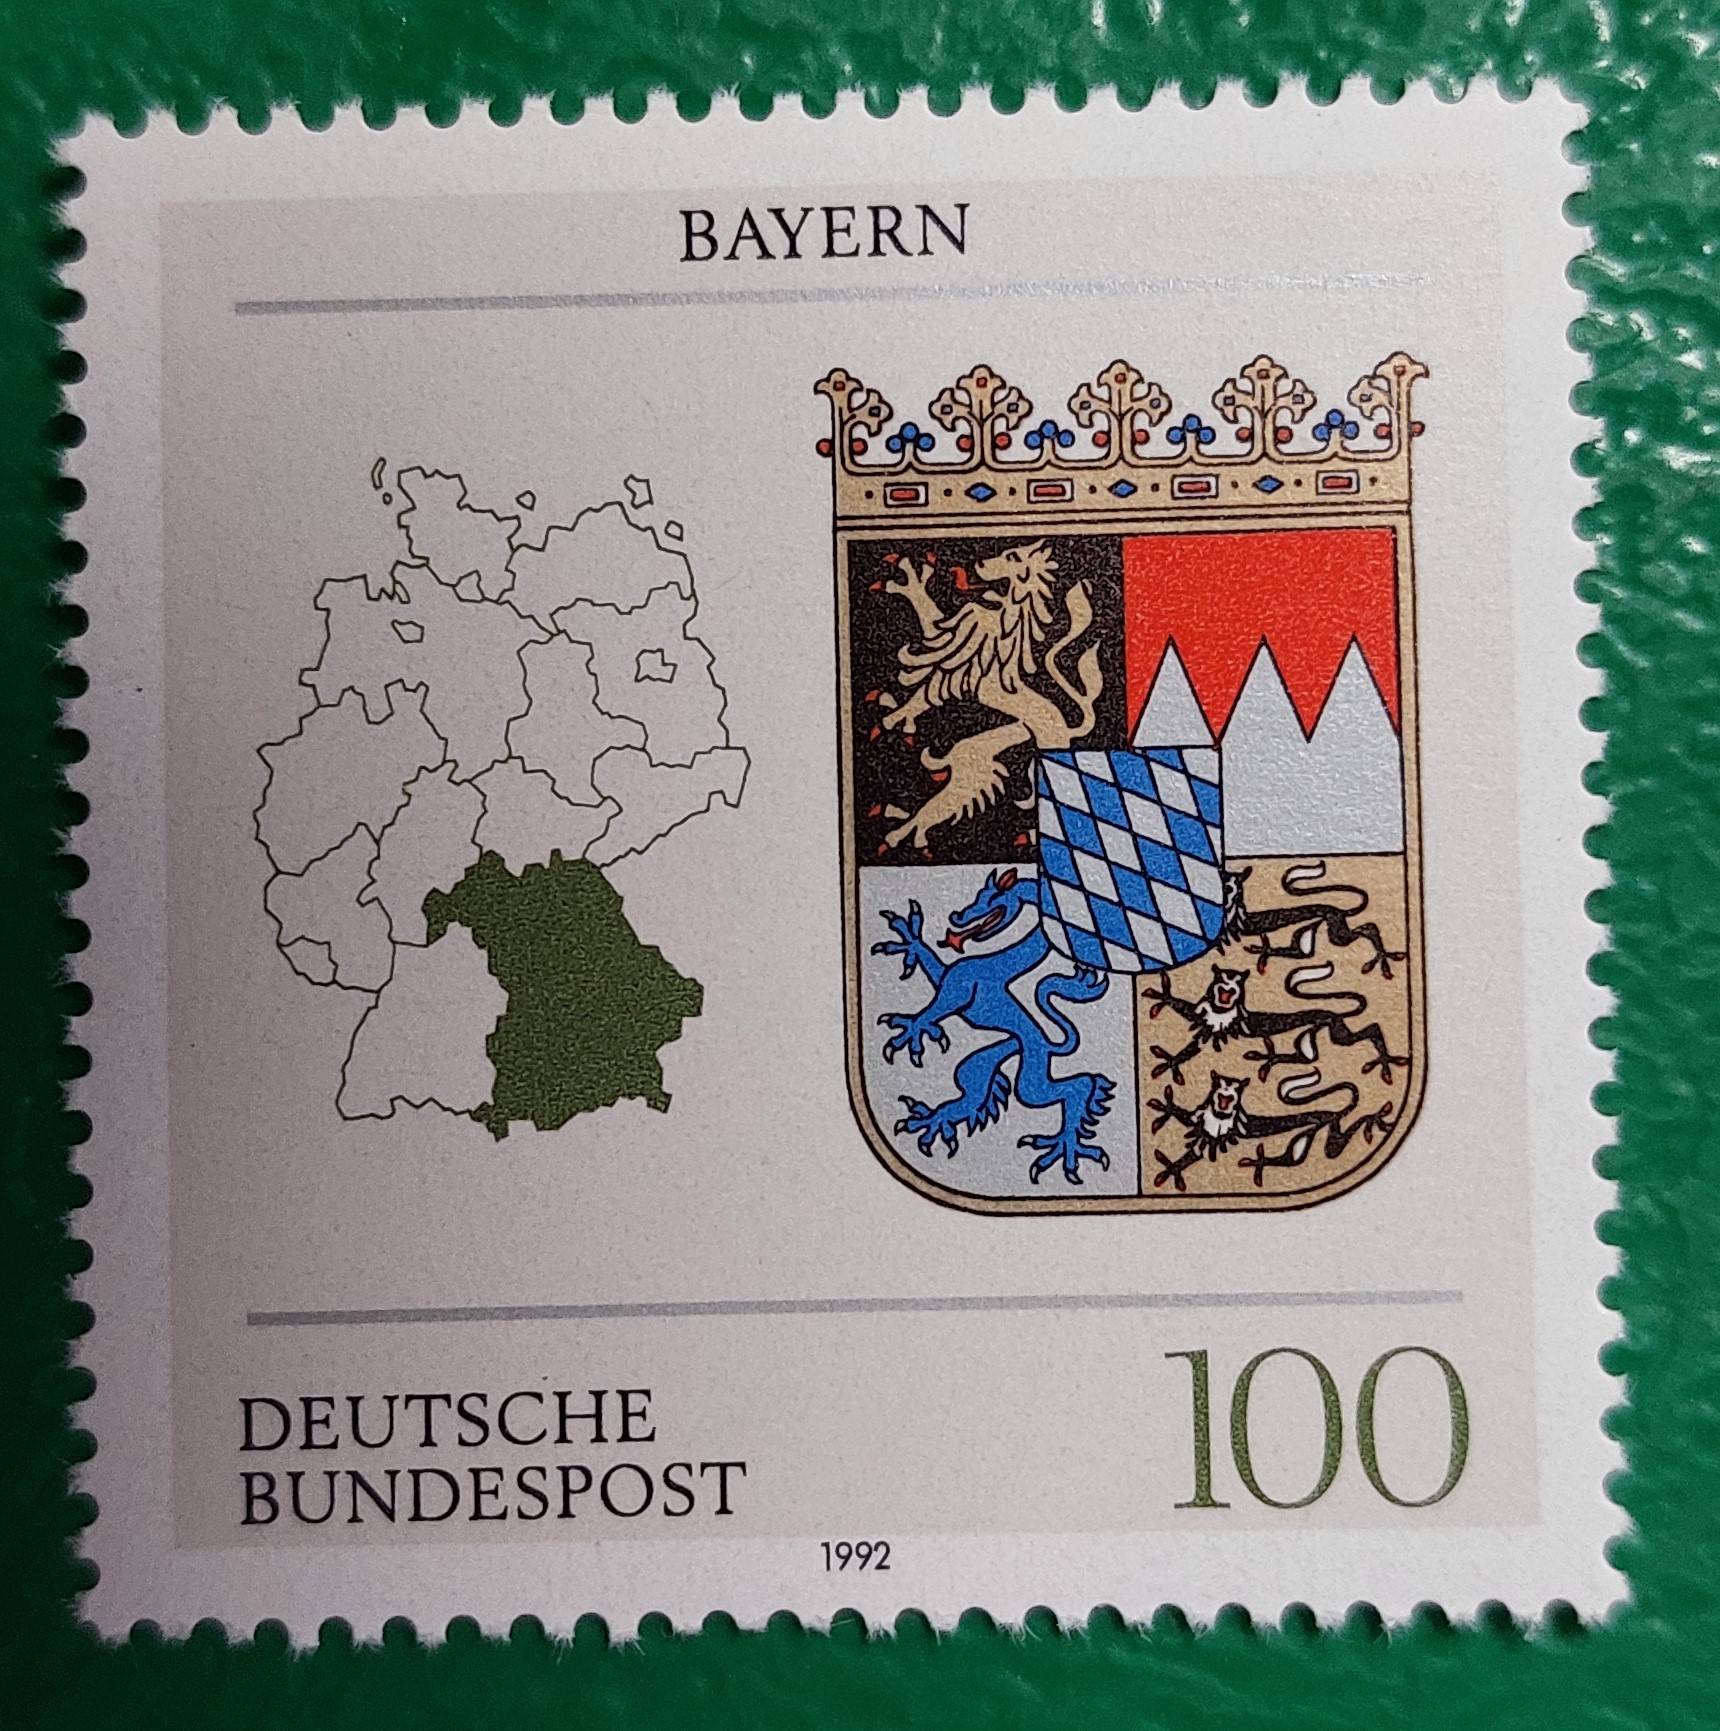 BAYERN
DEUTSCHE
BUNDESPOST
100
1992